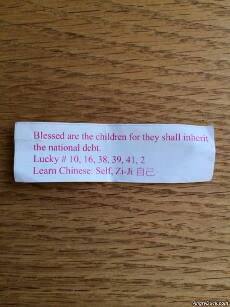 Blessed are the children for they shall inherit
the national debt.
Lucky # 10, 16, 38, 39, 41, 2
Learn Chinese: Self, Zi-Ji 自己